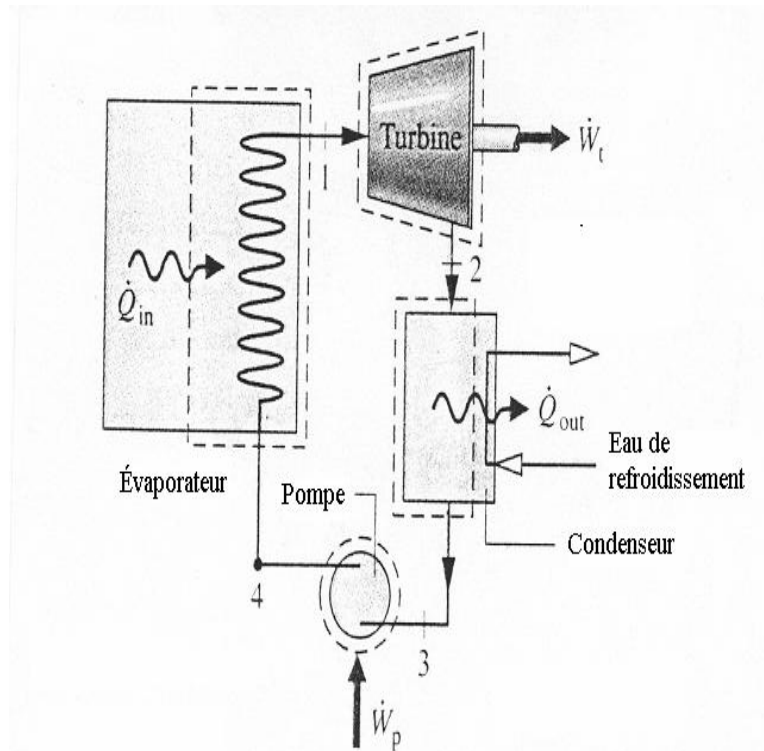 Turbine
Ẇt
1
2
Q̇in
Q̇out
Eau de
refroidissement
Évaporateur
Pompe
Condenseur
4
3
Ẇp